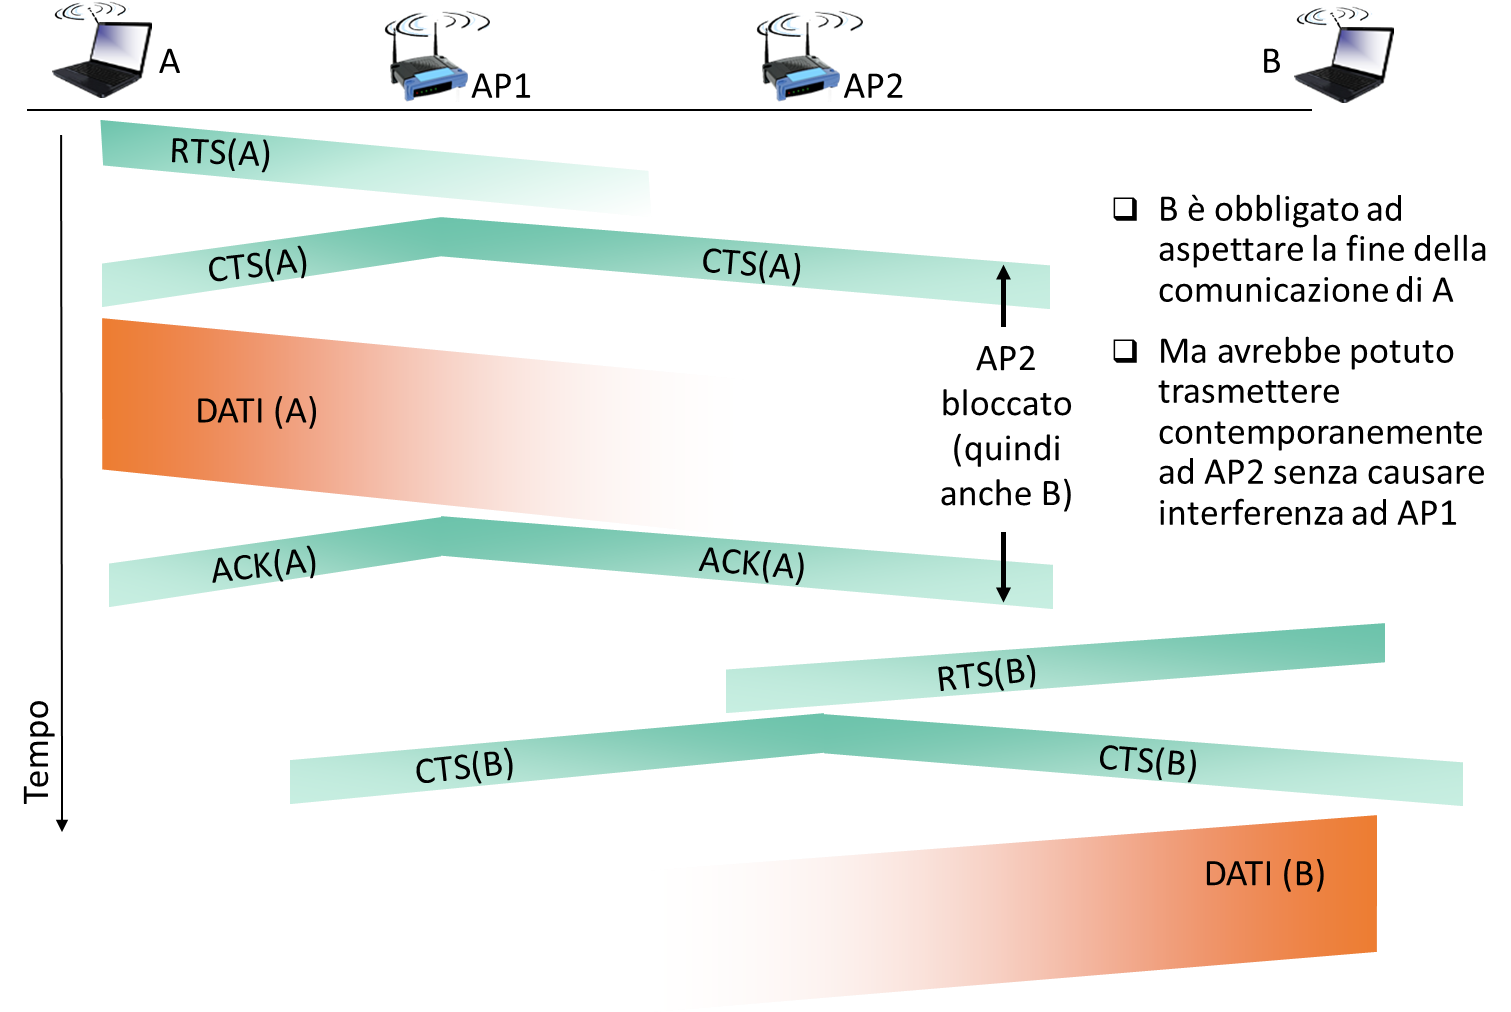 A
AP1
AP2
B
RTS(A)
CTS(A)
CTS(A)
DATI (A)
AP2
bloccato
(quindi
anche B)
ACK(A)
ACK(A)
❑ B è obbligato ad
aspettare la fine della
comunicazione di A
❑ Ma avrebbe potuto
trasmettere
contemporanemente
ad AP2 senza causare
interferenza ad AP1
RTS(B)
CTS(B)
CTS(B)
DATI (B)
Tempo